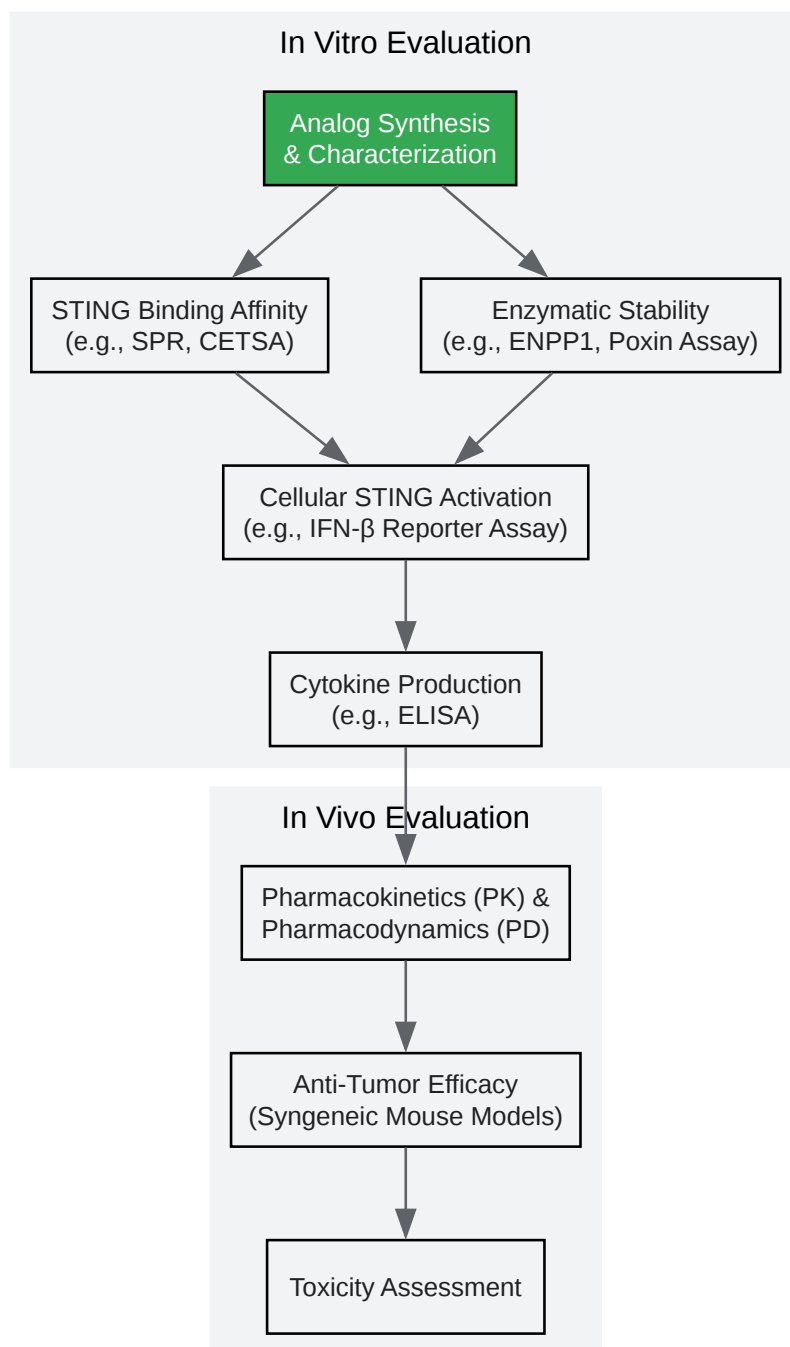 In Vitro Evaluation
Analog Synthesis
& Characterization
STING Binding Affinity
(e.g., SPR, CETSA)
Enzymatic Stability
(e.g., ENPP1, Poxin Assay)
Cellular STING Activation
(e.g., IFN-β Reporter Assay)
Cytokine Production
(e.g., ELISA)
In Vivo Evaluation
Pharmacokinetics (PK) &
Pharmacodynamics (PD)
Anti-Tumor Efficacy
(Syngeneic Mouse Models)
Toxicity Assessment